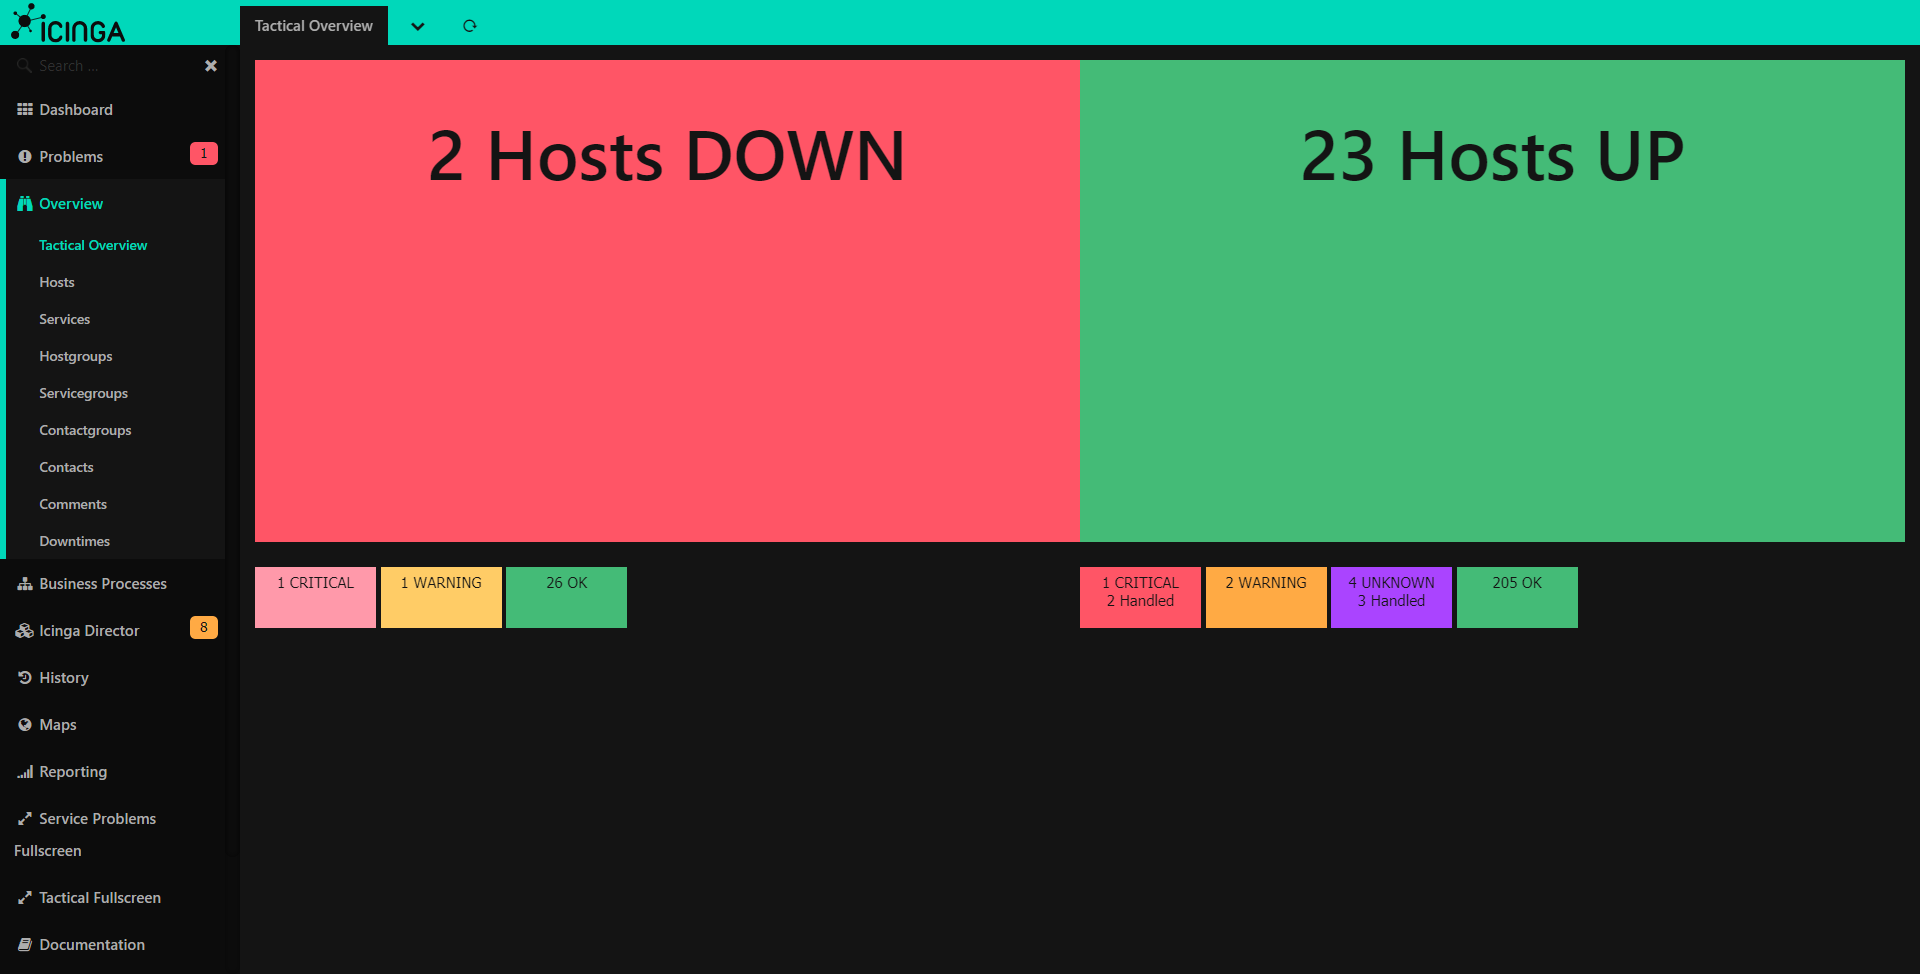 ICINGA
Tactical Overview
Search ...
Dashboard
Problems 1
Overview
Tactical Overview
Hosts
Services
Hostgroups
Servicegroups
Contactgroups
Contacts
Comments
Downtimes
Business Processes
Icinga Director 8
History
Maps
Reporting
Service Problems
Fullscreen
Tactical Fullscreen
Documentation
2 Hosts DOWN
23 Hosts UP
1 CRITICAL
1 WARNING
26 OK
1 CRITICAL
2 Handled
2 WARNING
4 UNKNOWN
3 Handled
205 OK